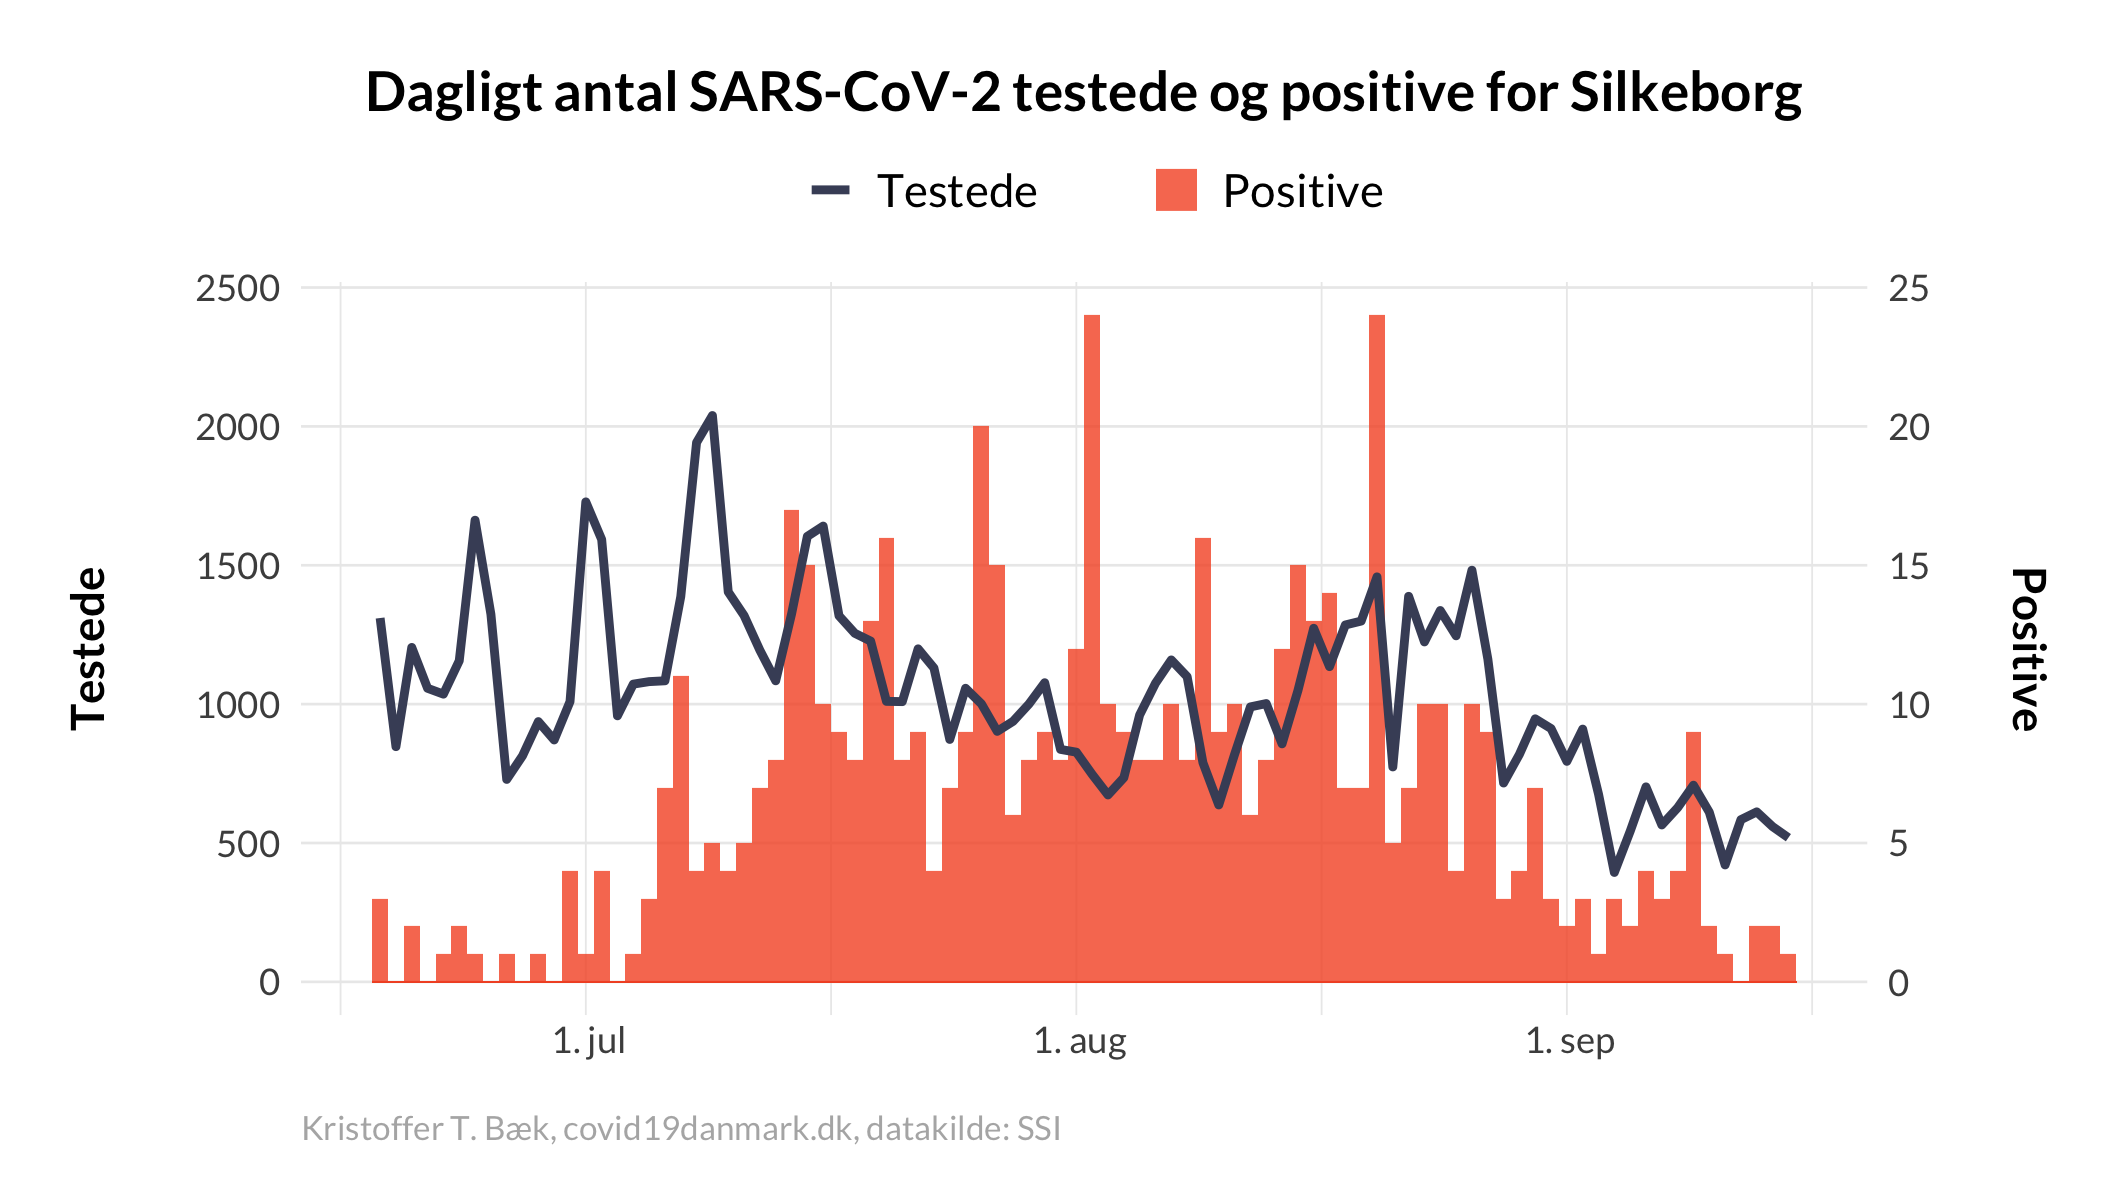 Dagligt antal SARS-CoV-2 testede og positive for Silkeborg
Testede Positive
2500 25
2000 20
1500 15
1000 10
500 5
0 0
Testede
Positive
1. jul 1. aug 1. sep
Kristoffer T. Bæk, covid19danmark.dk, datakilde: SSI